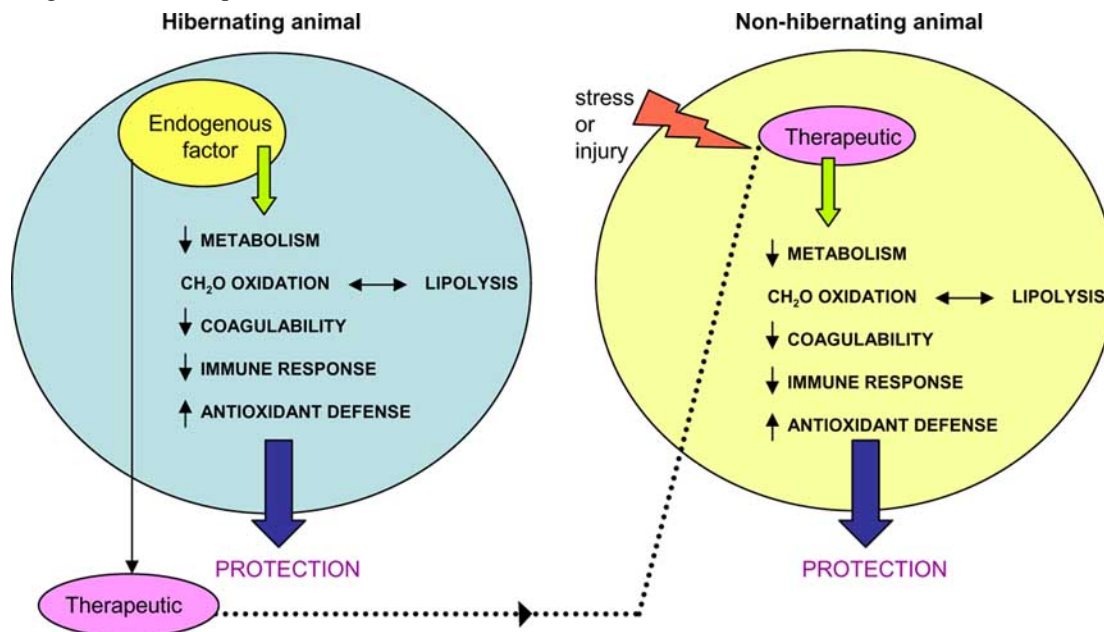 Hibernating animal
Endogenous
factor
↓ METABOLISM
CH₂O OXIDATION ↔ LIPOLYSIS
↓ COAGULABILITY
↓ IMMUNE RESPONSE
↑ ANTIOXIDANT DEFENSE
PROTECTION
Therapeutic
Non-hibernating animal
stress
or
injury
Therapeutic
↓ METABOLISM
CH₂O OXIDATION ↔ LIPOLYSIS
↓ COAGULABILITY
↓ IMMUNE RESPONSE
↑ ANTIOXIDANT DEFENSE
PROTECTION